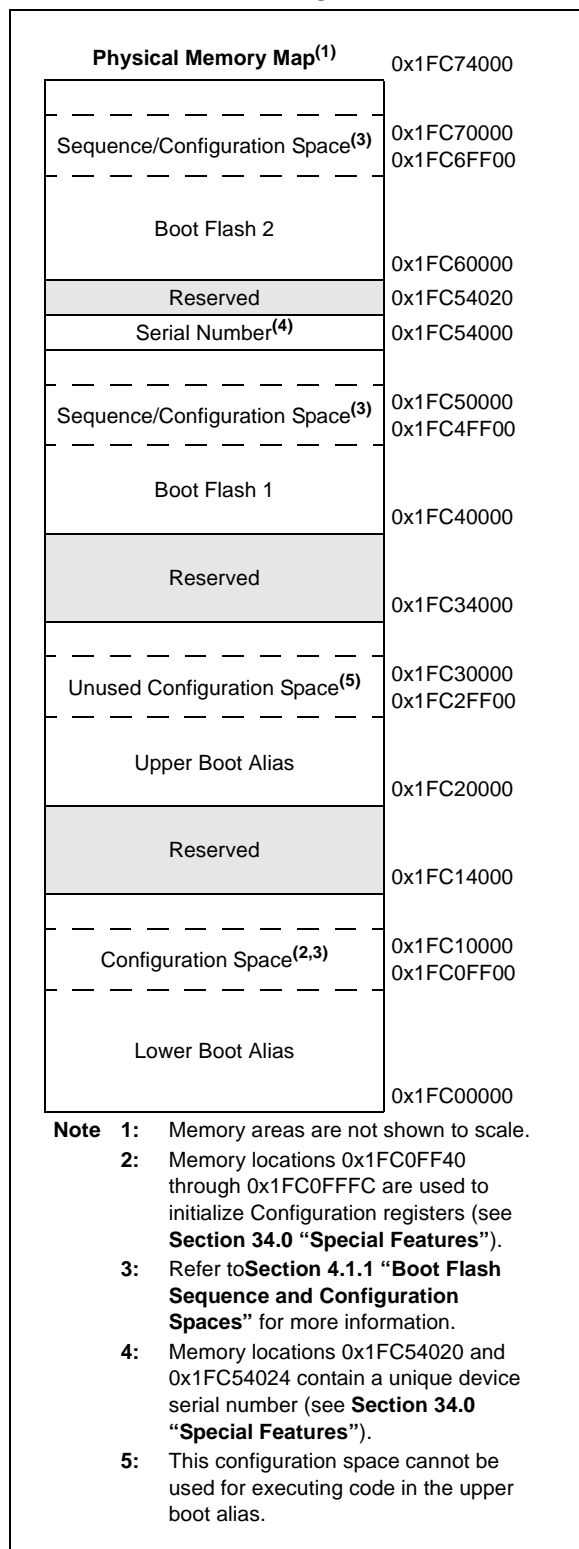 Physical Memory Map(1)
0x1FC74000
Sequence/Configuration Space(3)
0x1FC70000
0x1FC6FF00
Boot Flash 2
0x1FC60000
Reserved
0x1FC54020
Serial Number(4)
0x1FC54000
Sequence/Configuration Space(3)
0x1FC50000
0x1FC4FF00
Boot Flash 1
0x1FC40000
Reserved
0x1FC34000
Unused Configuration Space(5)
0x1FC30000
0x1FC2FF00
Upper Boot Alias
0x1FC20000
Reserved
0x1FC14000
Configuration Space(2,3)
0x1FC10000
0x1FC0FF00
Lower Boot Alias
0x1FC00000
Note 1: Memory areas are not shown to scale.
2: Memory locations 0x1FC0FF40
through 0x1FC0FFFC are used to
initialize Configuration registers (see
Section 34.0 “Special Features”).
3: Refer toSection 4.1.1 “Boot Flash
Sequence and Configuration
Spaces” for more information.
4: Memory locations 0x1FC54020 and
0x1FC54024 contain a unique device
serial number (see Section 34.0
“Special Features”).
5: This configuration space cannot be
used for executing code in the upper
boot alias.